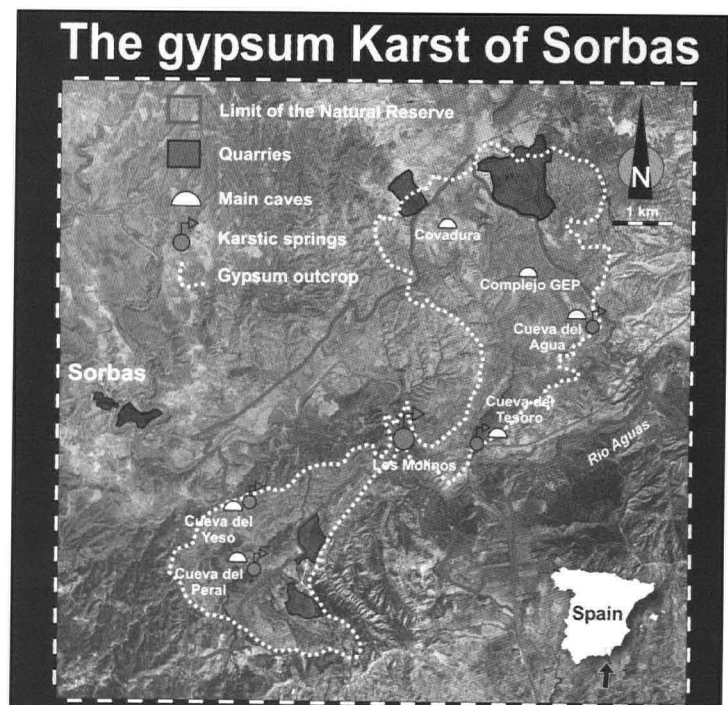 The gypsum Karst of Sorbas
Limit of the Natural Reserve
Quarries
Main caves
Karstic springs
Gypsum outcrop
N
1 km
Covadura
Complejo GEP
Cueva del
Agua
Sorbas
Cueva del
Tesoro
Los Molinos
Rio Aguas
Cueva del
Yeso
Cueva del
Peral
Spain